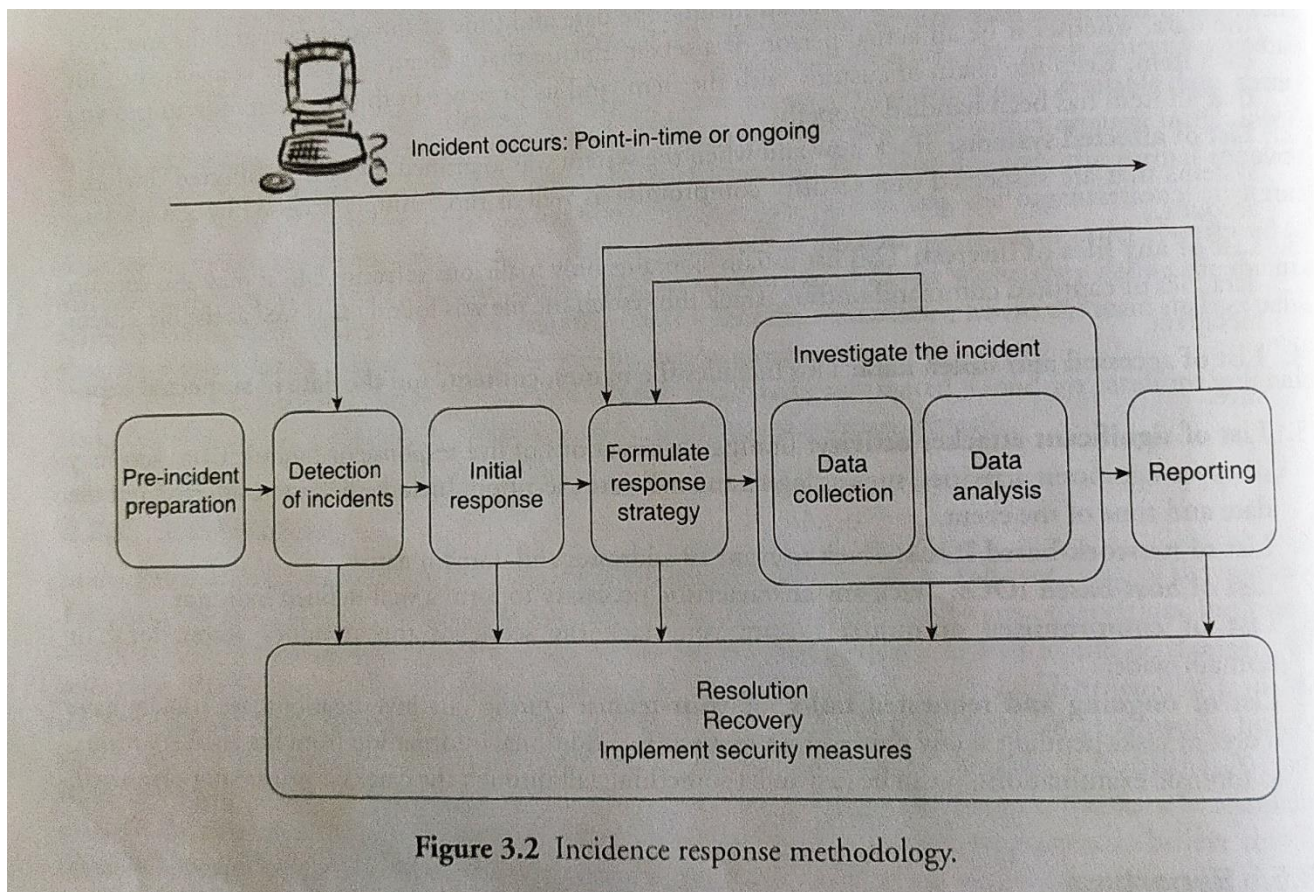 Incident occurs: Point-in-time or ongoing
Investigate the incident
Pre-incident
preparation
Detection
of incidents
Initial
response
Formulate
response
strategy
Data
collection
Data
analysis
Reporting
Resolution
Recovery
Implement security measures
Figure 3.2 Incidence response methodology.